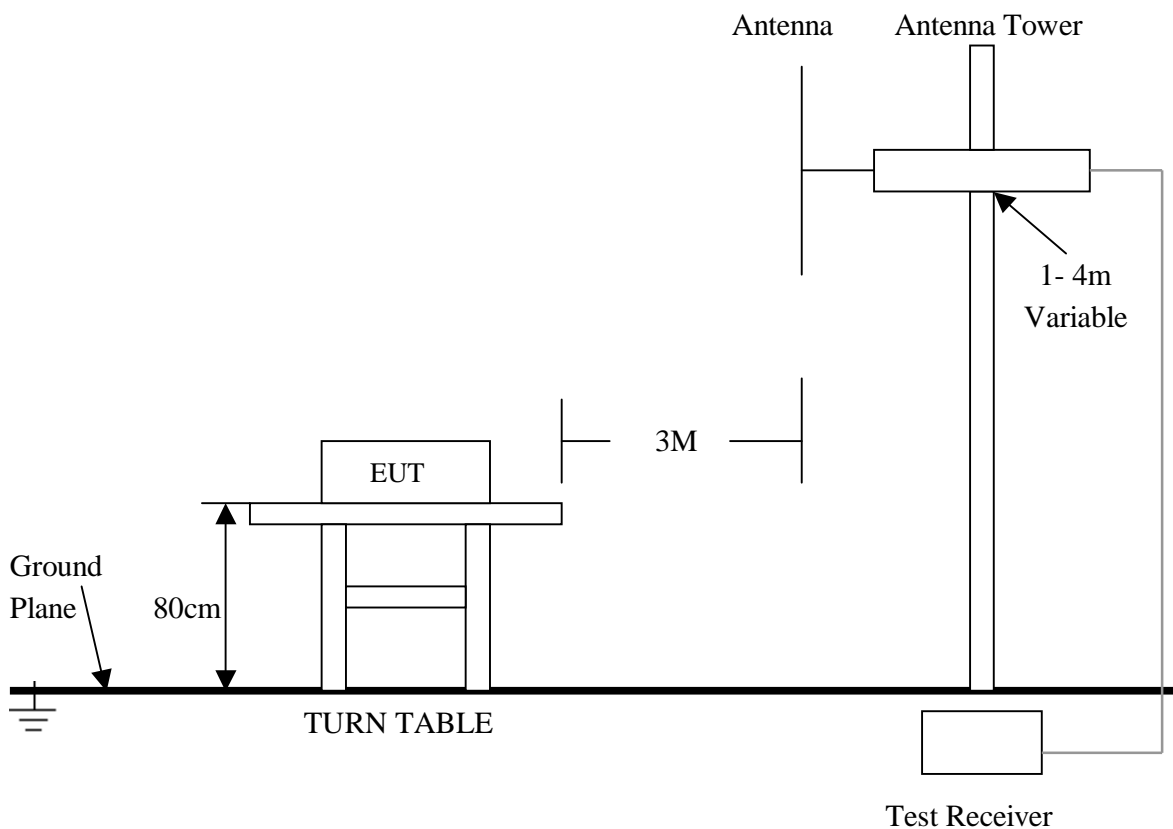 Antenna
Antenna Tower
1- 4m
Variable
3M
EUT
Ground
Plane
80cm
TURN TABLE
Test Receiver